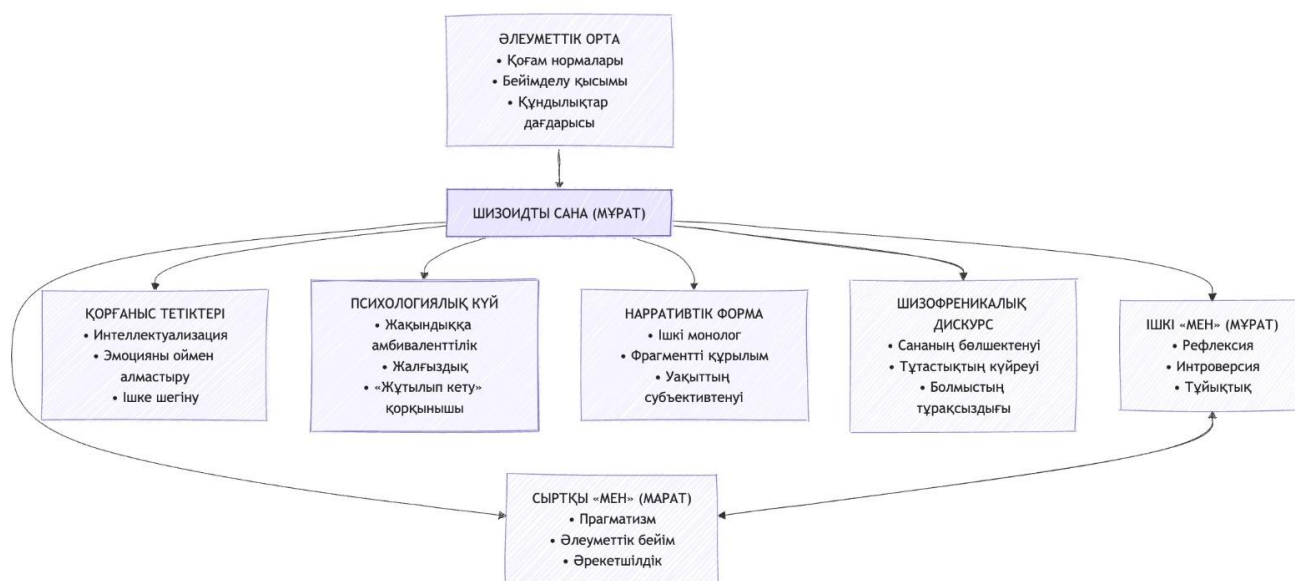 ӘЛЕУМЕТТІК ОРТА
• Қоғам нормалары
• Бейімделу қысымы
• Құндылықтар
дағдарысы
ШИЗОИДТЫ САНА (МҰРАТ)
ҚОРҒАНЫС ТЕТІКТЕРІ
• Интеллектуализация
• Эмоцияны оймен
алмастыру
• Ішке шегіну
ПСИХОЛОГИЯЛЫҚ КҮЙ
• Жақындыққа
амбиваленттілік
• Жалғыздық
• «Жұтылып кету»
қорқынышы
НАРРАТИВТІК ФОРМА
• Ішкі монолог
• Фрагментті құрылым
• Уақыттың
субъективтенуі
ШИЗОФРЕНИКАЛЫҚ
ДИСКУРС
• Сананың бөлшектенуі
• Тұтастықтың күйреуі
• Болмыстың
тұрақсыздығы
ІШКІ «МЕН» (МҰРАТ)
• Рефлексия
• Интроверсия
• Тұйықтық
СЫРТҚЫ «МЕН» (МАРАТ)
• Прагматизм
• Әлеуметтік бейім
• Әрекетшілдік